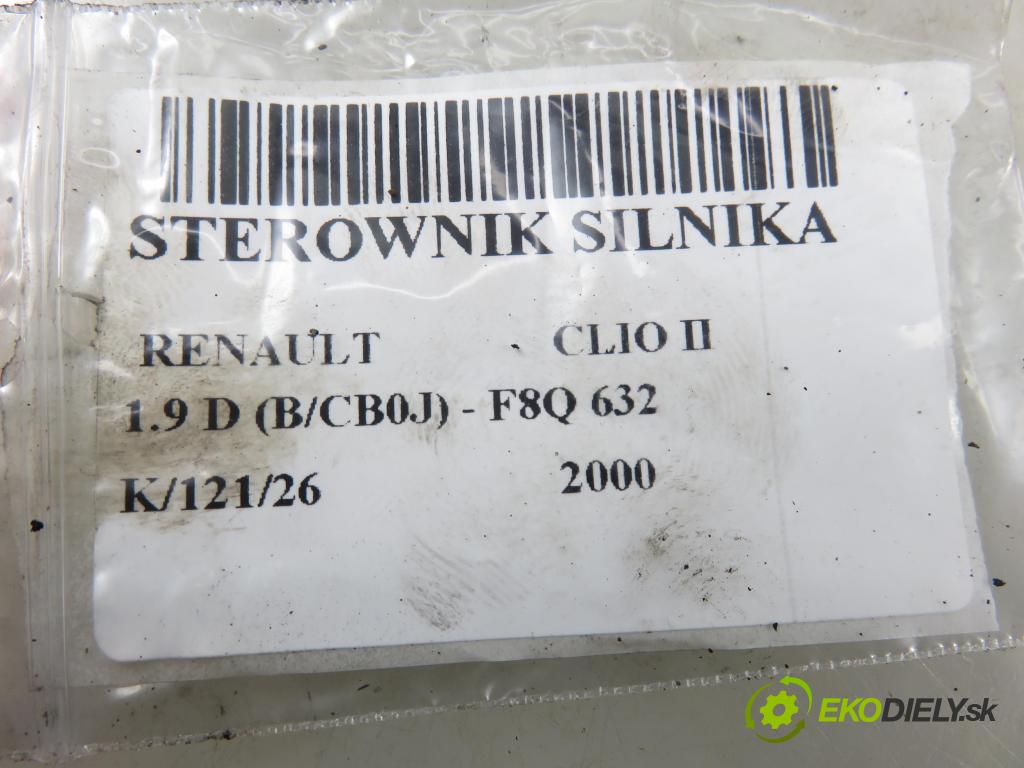 STEROWNIK SILNIKA
RENAULT CLIO II
1.9 D (B/CB0J) - F8Q 632
K/121/26 2000
EKODIELY.sk